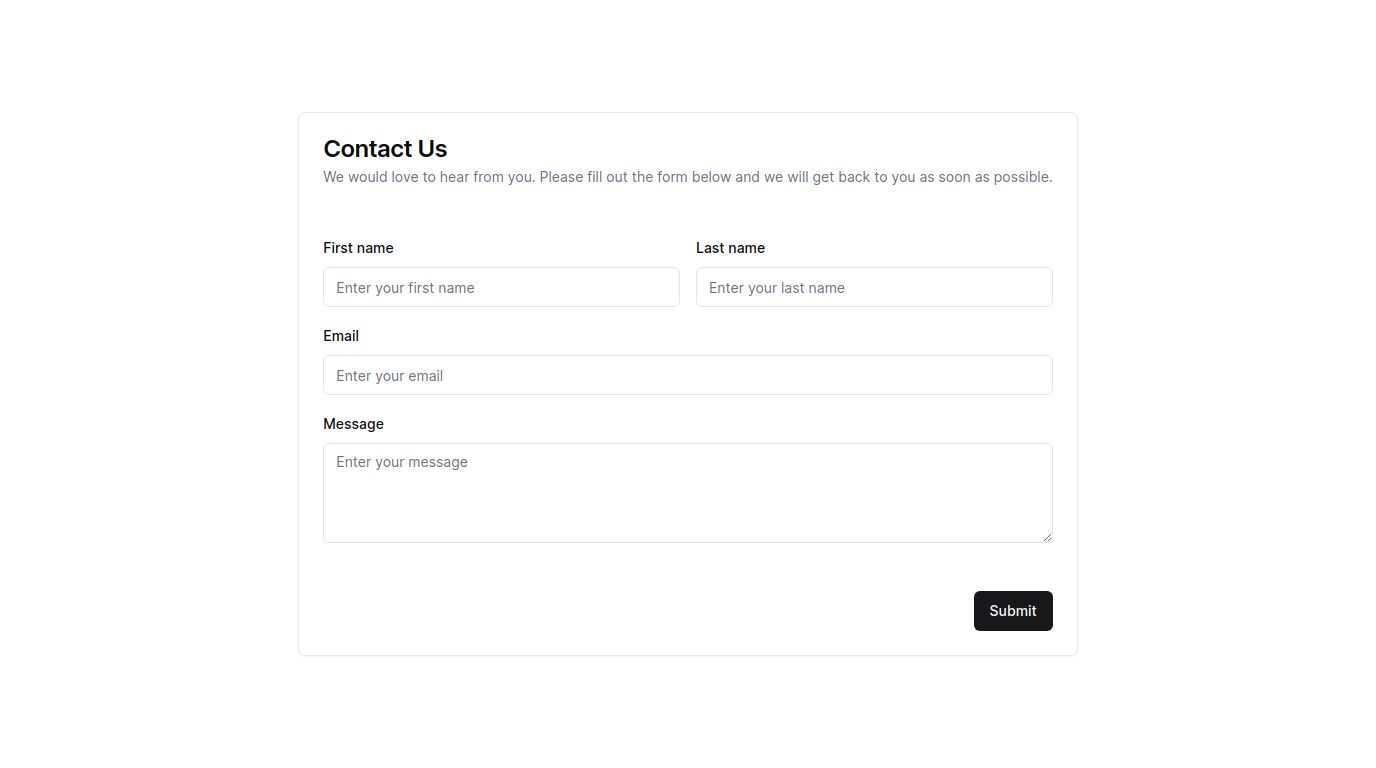 Contact Us
We would love to hear from you. Please fill out the form below and we will get back to you as soon as possible.
First name
Last name
Enter your first name
Enter your last name
Email
Enter your email
Message
Enter your message
Submit